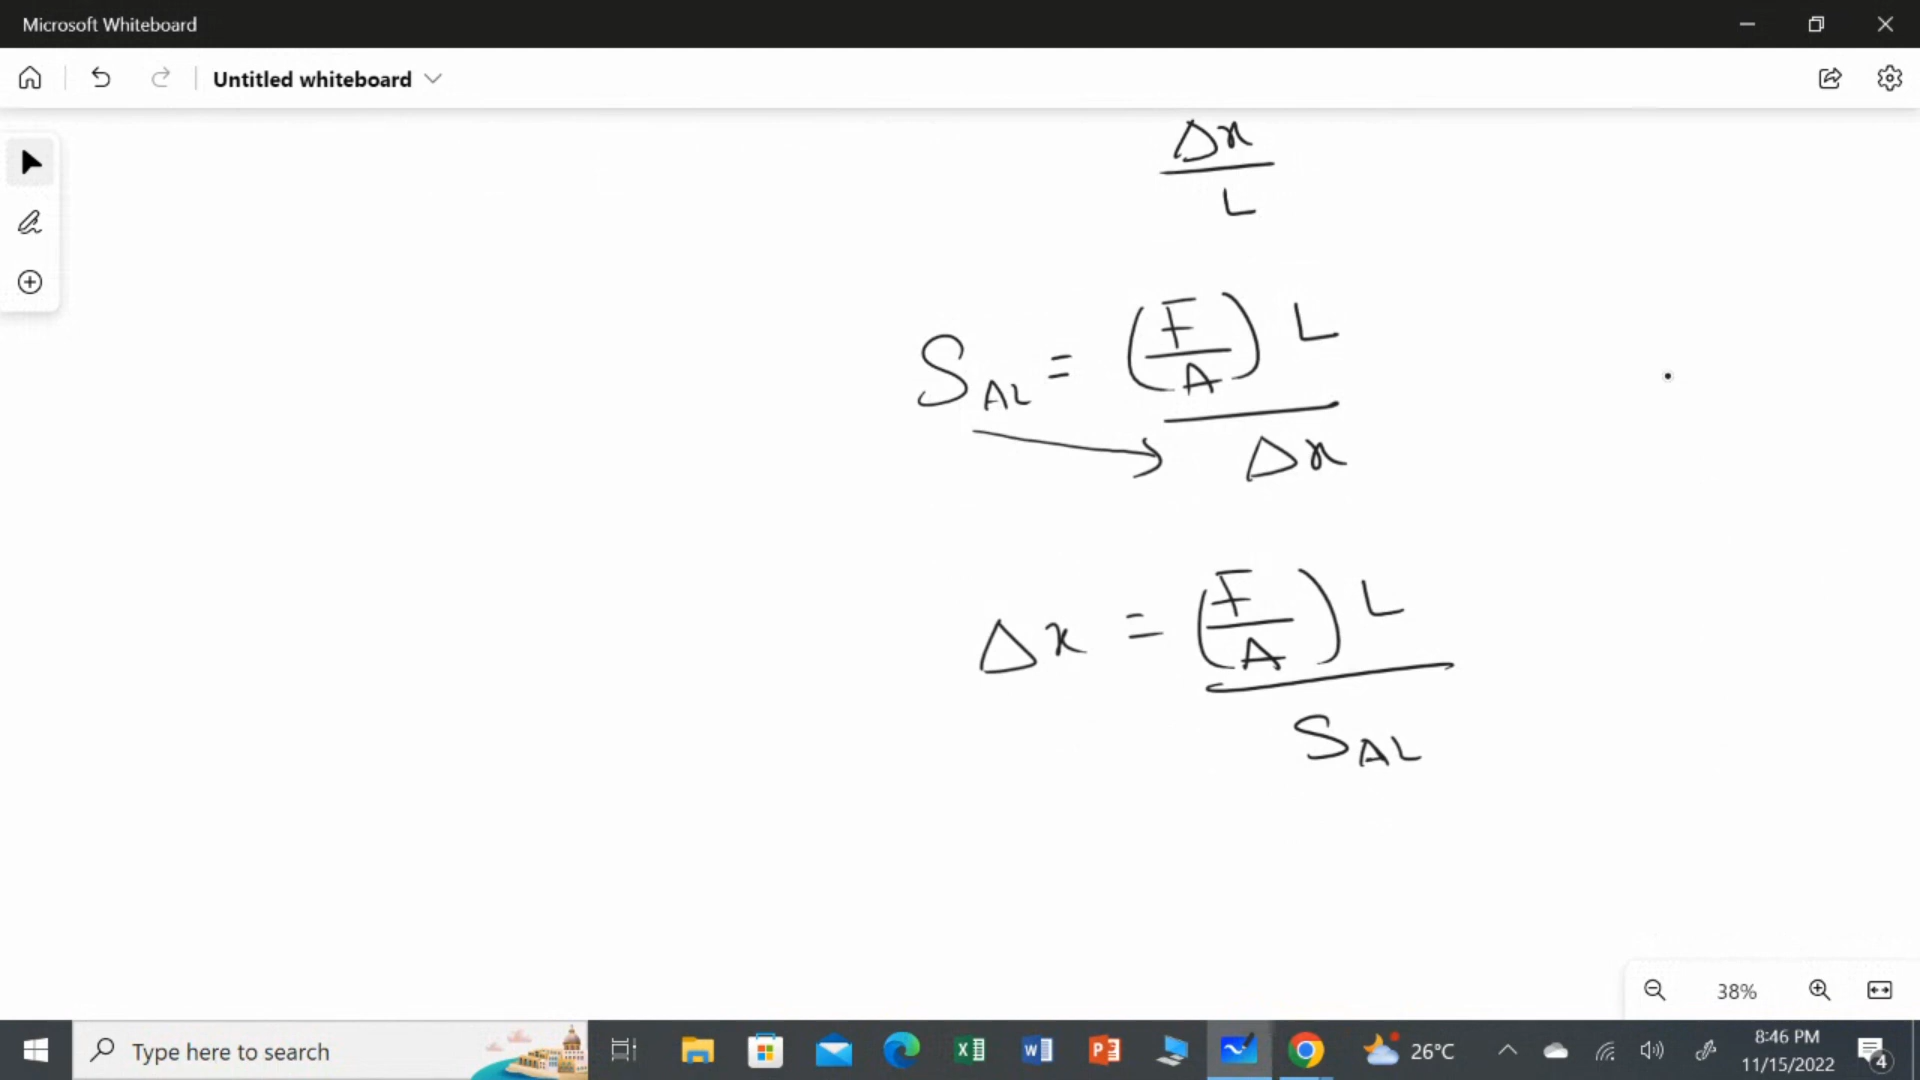 Microsoft Whiteboard
Untitled whiteboard
Δx
L
S_AL = (F/A) L
Δx
Δx = (F/A) L
S_AL
38%
Type here to search
26°C
8:46 PM
11/15/2022
4